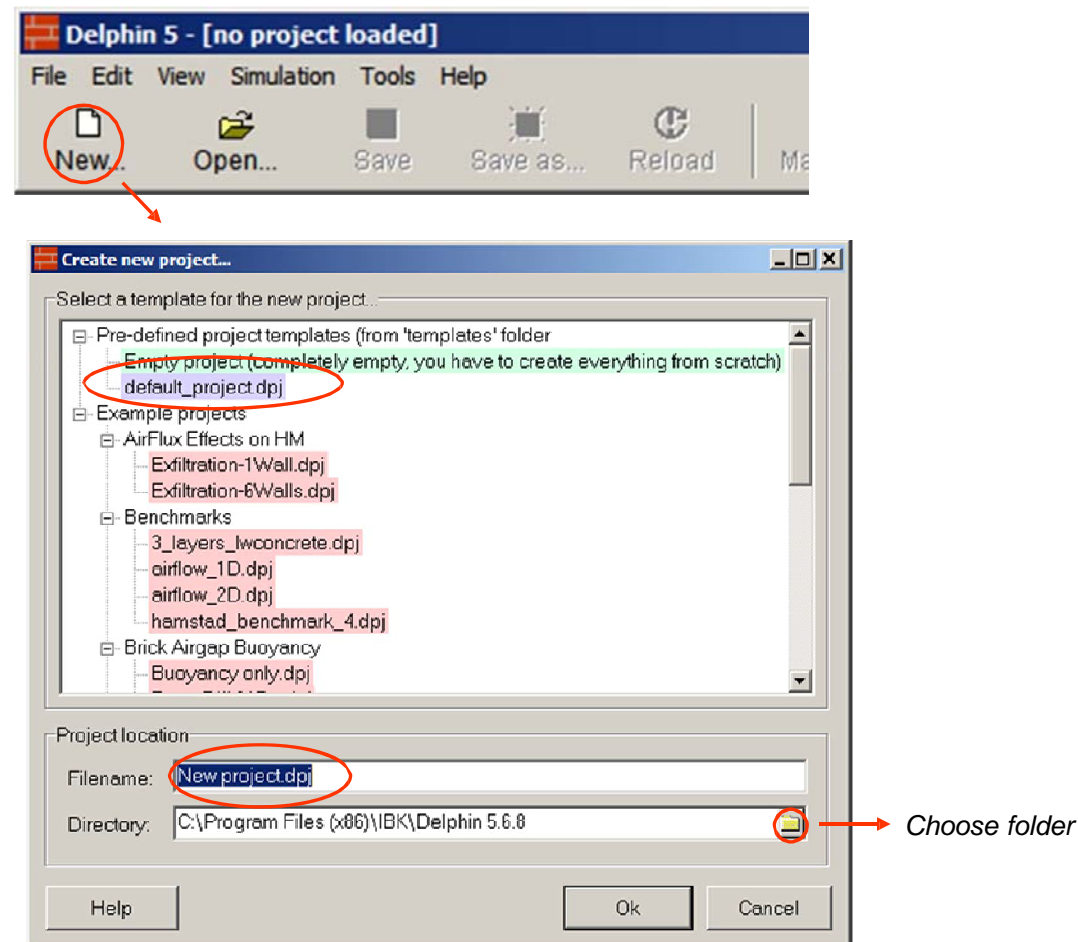 Delphin 5 - [no project loaded]
File Edit View Simulation Tools Help
New... Open... Save Save as... Reload
Create new project...
Select a template for the new project...
Pre-defined project templates (from 'templates' folder
Empty project (completely empty, you have to create everything from scratch)
default_project.dpj
Example projects
AirFlux Effects on HM
Exfiltration-1Wall.dpj
Exfiltration-6Walls.dpj
Benchmarks
3_layers_lwconcrete.dpj
airflow_1D.dpj
airflow_2D.dpj
hamstad_benchmark_4.dpj
Brick Airgap Buoyancy
Buoyancy only.dpj
Project location
Filename: New project.dpj
Directory: C:\Program Files (x86)\IBK\Delphin 5.6.8
Choose folder
Help Ok Cancel